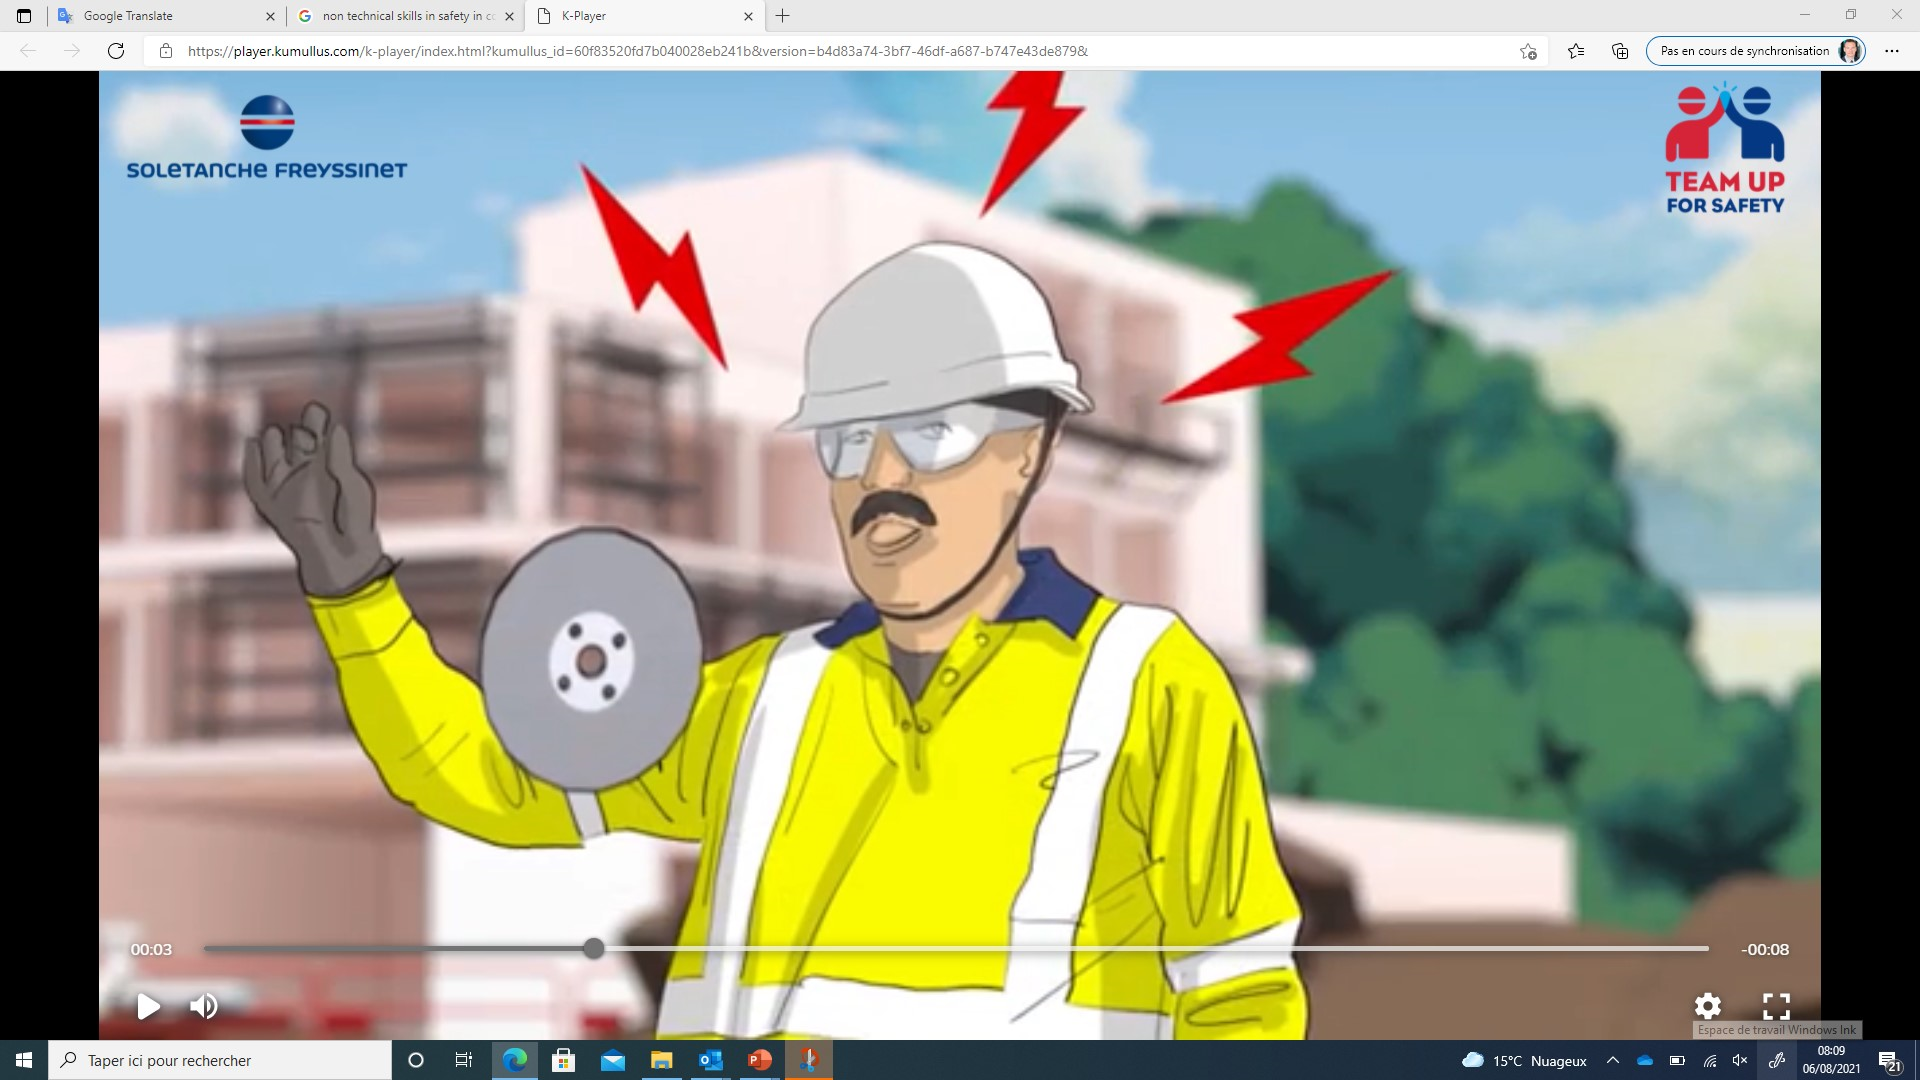 Google Translate
non technical skills in safety in co
K-Player
https://player.kumullus.com/k-player/index.html?kumullus_id=60f83520fd7b040028eb241b&version=b4d83a74-3bf7-46df-a687-b747e43de879&
Pas en cours de synchronisation
SOLETANCHE FREYSSINET
TEAM UP
FOR SAFETY
00:03
-00:08
Espace de travail Windows Ink
Taper ici pour rechercher
15°C Nuageux
08:09
06/08/2021
21